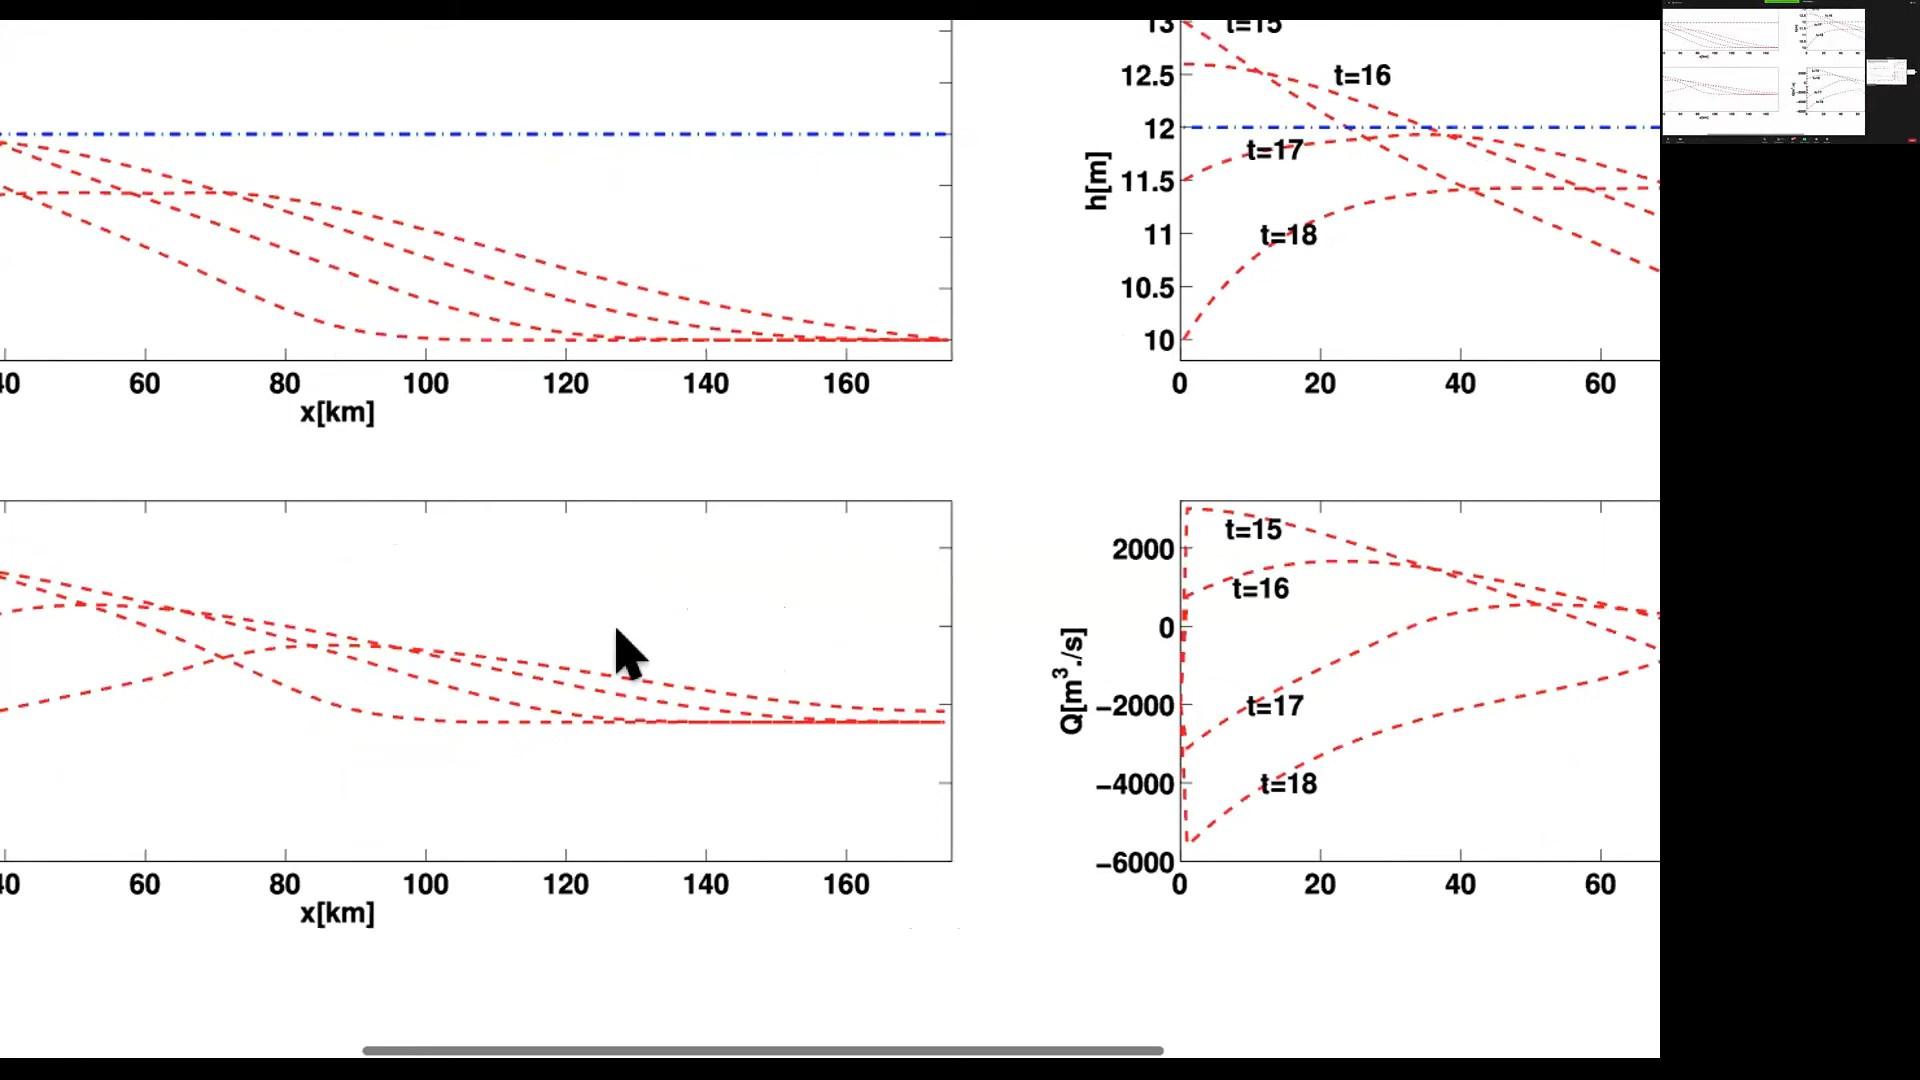 13
t=15
12.5
t=16
12
t=17
h[m]
11.5
11
t=18
10.5
10
40 60 80 100 120 140 160
x[km]
0 20 40 60
t=15
2000
t=16
0
Q[m³./s]
−2000
t=17
−4000
t=18
−6000
40 60 80 100 120 140 160
x[km]
0 20 40 60